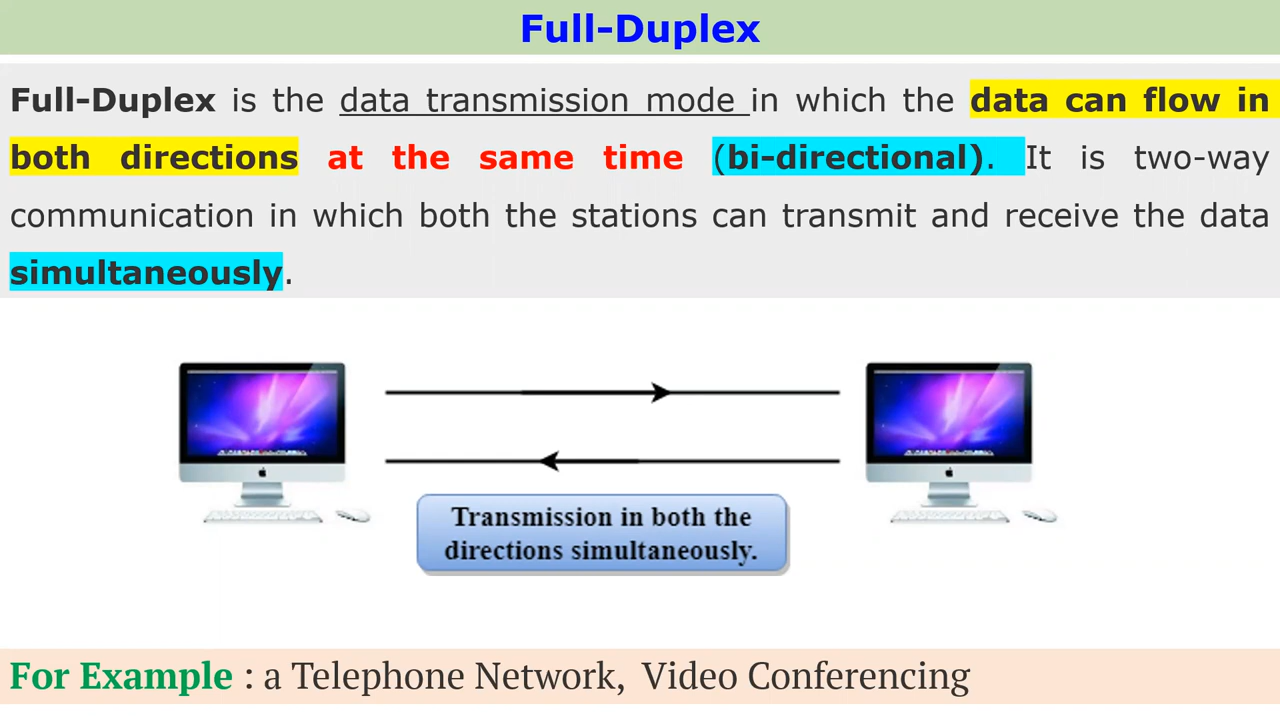 Full-Duplex
Full-Duplex is the data transmission mode in which the data can flow in
both directions at the same time (bi-directional). It is two-way
communication in which both the stations can transmit and receive the data
simultaneously.
Transmission in both the
directions simultaneously.
For Example : a Telephone Network, Video Conferencing